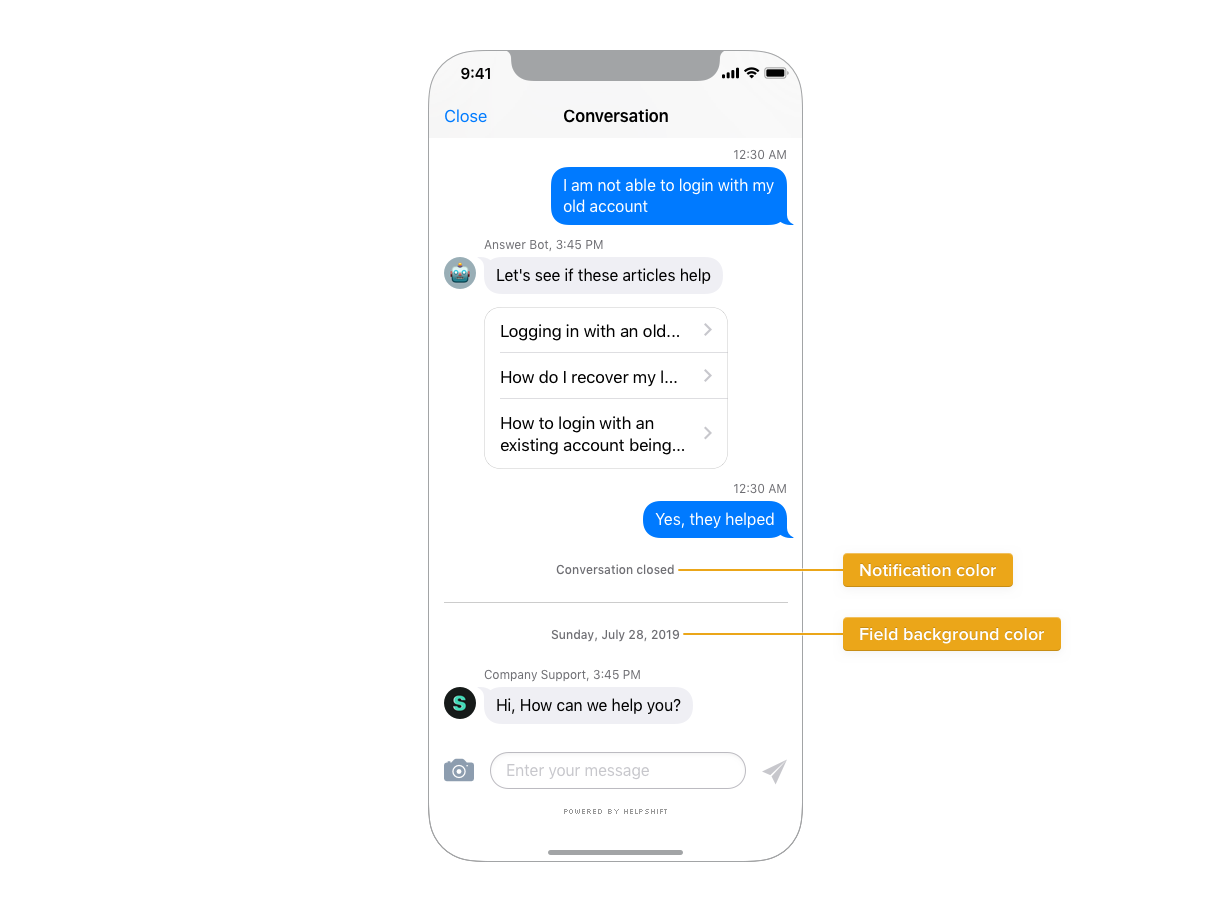 9:41
Close
Conversation
12:30 AM
I am not able to login with my
old account
Answer Bot, 3:45 PM
Let's see if these articles help
Logging in with an old...
How do I recover my l...
How to login with an
existing account being...
12:30 AM
Yes, they helped
Conversation closed
Notification color
Sunday, July 28, 2019
Field background color
Company Support, 3:45 PM
S
Hi, How can we help you?
Enter your message
POWERED BY HELPSHIFT